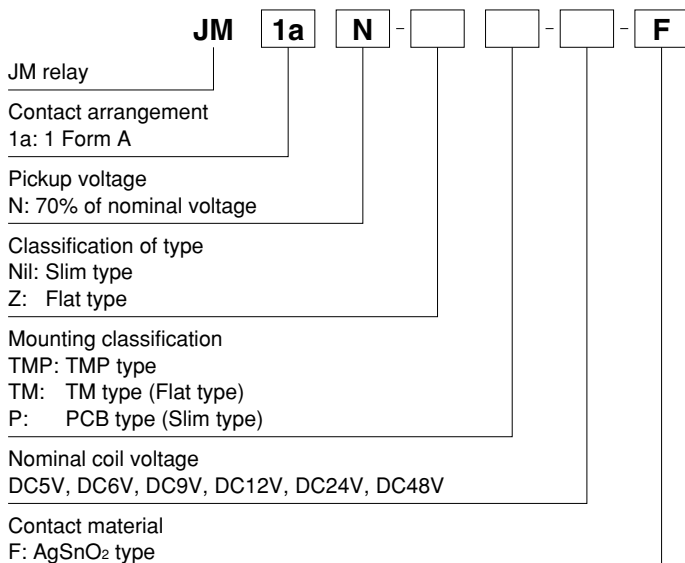 JM 1a N - - - F
JM relay
Contact arrangement
1a: 1 Form A
Pickup voltage
N: 70% of nominal voltage
Classification of type
Nil: Slim type
Z: Flat type
Mounting classification
TMP: TMP type
TM: TM type (Flat type)
P: PCB type (Slim type)
Nominal coil voltage
DC5V, DC6V, DC9V, DC12V, DC24V, DC48V
Contact material
F: AgSnO₂ type